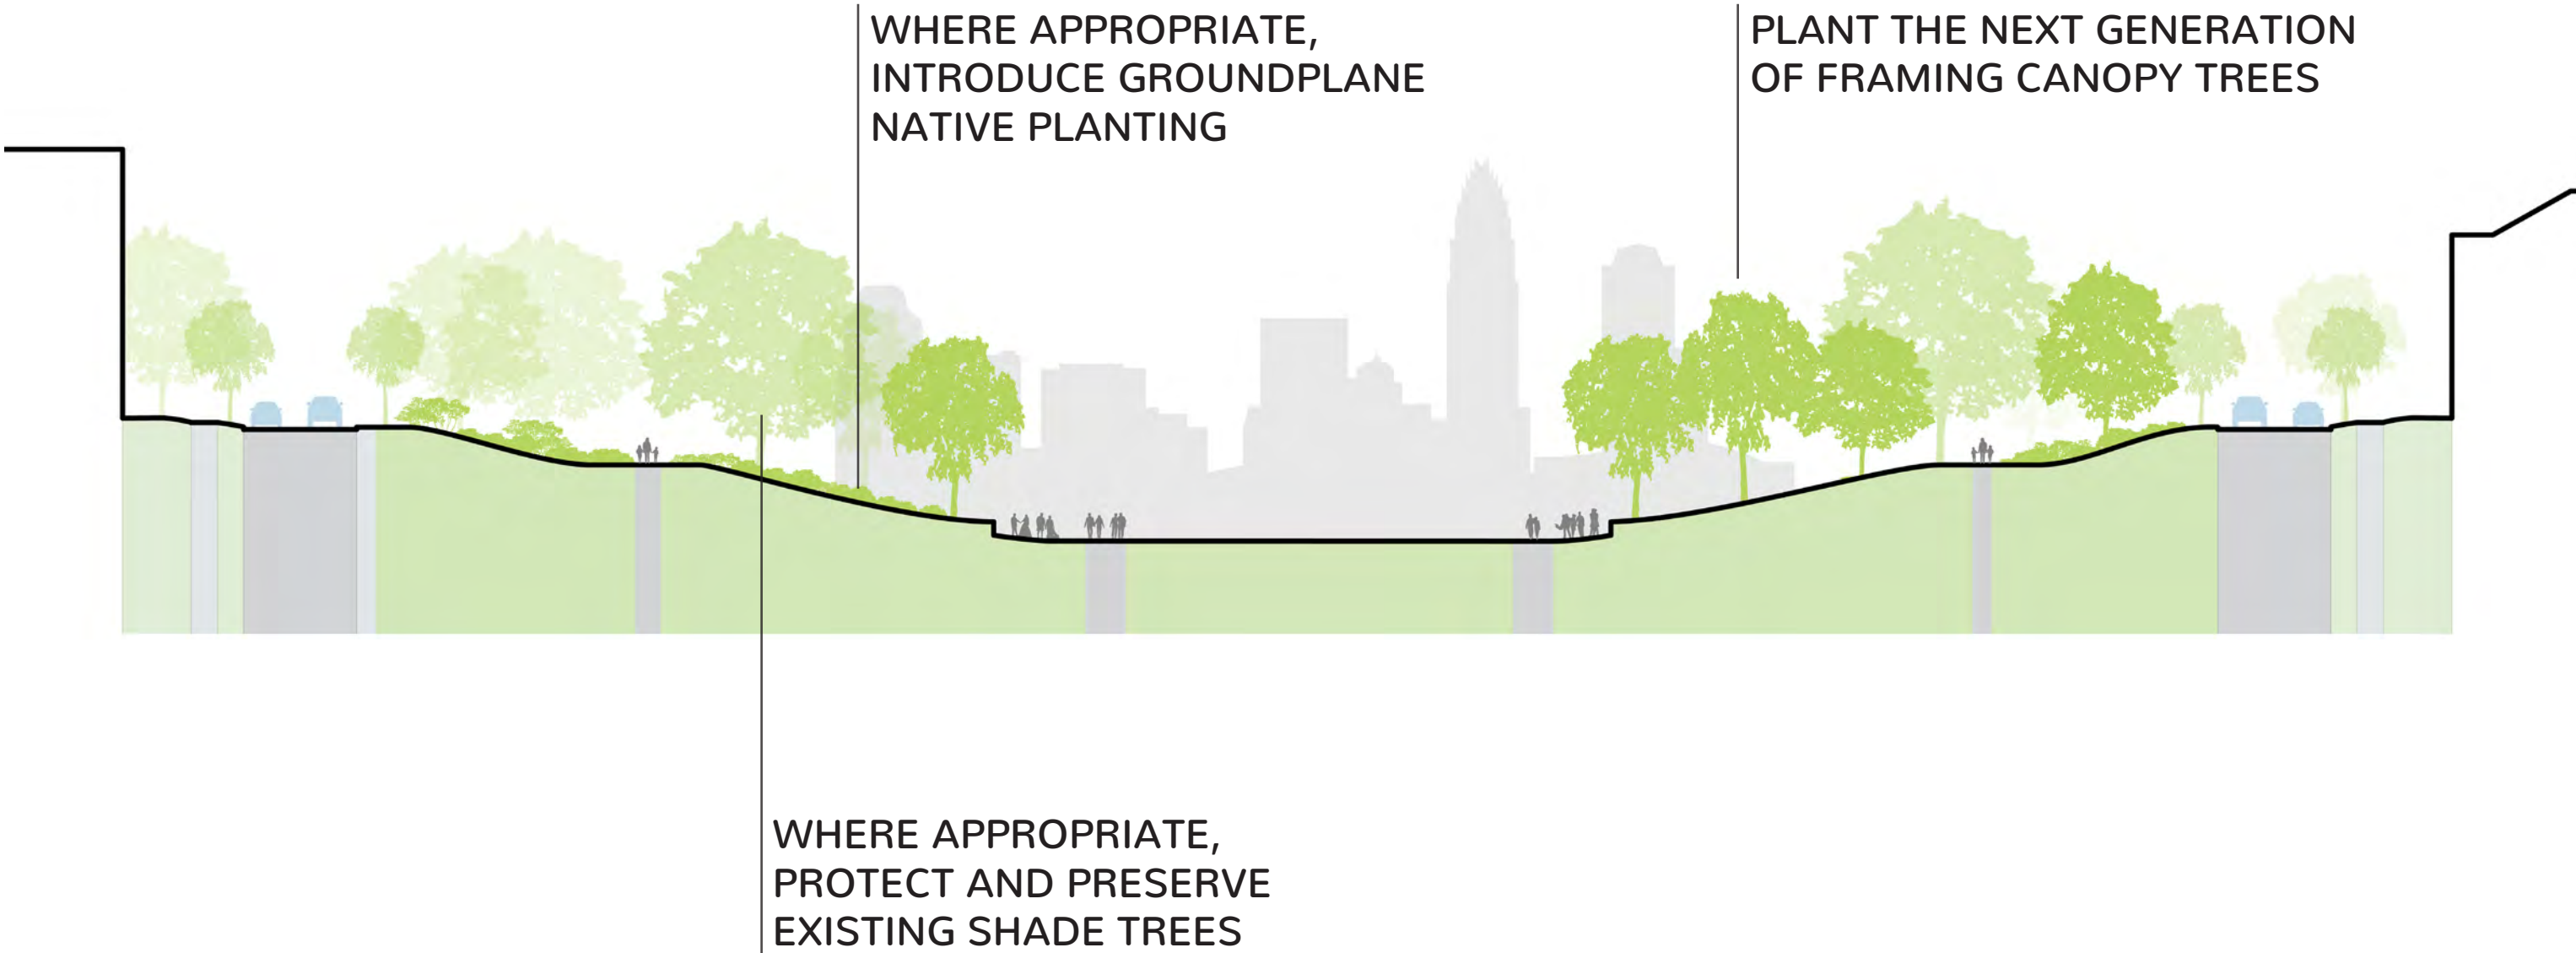 WHERE APPROPRIATE,
INTRODUCE GROUNDPLANE
NATIVE PLANTING
PLANT THE NEXT GENERATION
OF FRAMING CANOPY TREES
WHERE APPROPRIATE,
PROTECT AND PRESERVE
EXISTING SHADE TREES